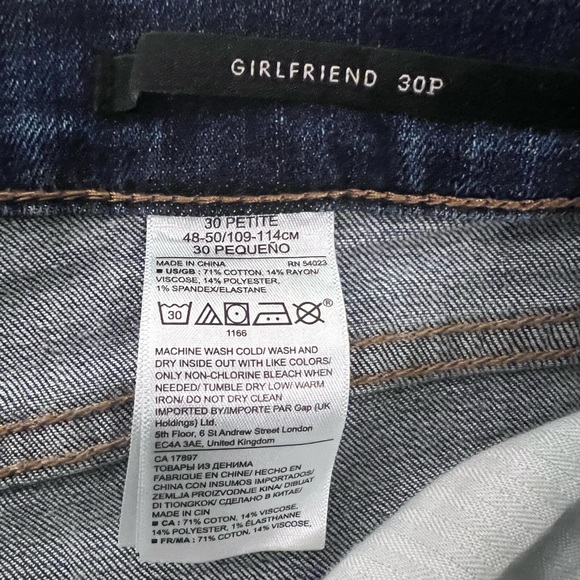 GIRLFRIEND 30P
30 PETITE
48-50/109-114CM
30 PEQUEÑO
MADE IN CHINA RN 54023
■ US/GB : 71% COTTON, 14% RAYON/
VISCOSE, 14% POLYESTER,
1% SPANDEX/ELASTANE
30 ®
1166
MACHINE WASH COLD/ WASH AND
DRY INSIDE OUT WITH LIKE COLORS/
ONLY NON-CHLORINE BLEACH WHEN
NEEDED/ TUMBLE DRY LOW/ WARM
IRON/ DO NOT DRY CLEAN
IMPORTED BY/IMPORTE PAR Gap (UK
Holdings) Ltd.
5th Floor, 6 St Andrew Street London
EC4A 3AE, United Kingdom
CA 17897
ТОВАРЫ ИЗ ДЕНИМА
FABRIQUE EN CHINE/ HECHO EN
CHINA CON INSUMOS IMPORTADOS/
ZEMLJA PROIZVODNJE KINA/ DIBUAT
DI TIONGKOK/ СДЕЛАНО В КИТАЕ/
MADE IN CIN
■ CA : 71% COTON, 14% VISCOSE,
14% POLYESTER, 1% ÉLASTHANNE
■ FR/MA : 71% COTON, 14% VISCOSE,